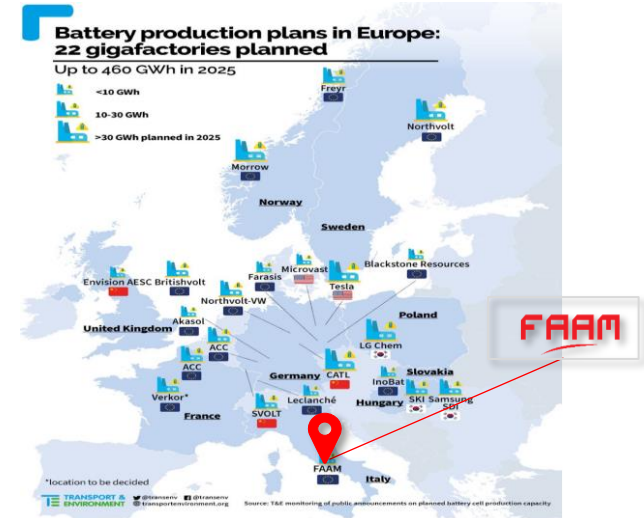 Battery production plans in Europe:
22 gigafactories planned
Up to 460 GWh in 2025
<10 GWh
10-30 GWh
>30 GWh planned in 2025
Freyr
Northvolt
Morrow
Norway
Sweden
Envision AESC
Britishvolt
Farasis
Microvast
Tesla
Blackstone Resources
Northvolt-VW
United Kingdom
Akasol
ACC
Poland
LG Chem
ACC
Germany
CATL
Slovakia
InoBat
Verkor*
France
SVOLT
Leclanché
Hungary
SKI
Samsung
SDI
FAAM
Italy
FAAM
*location to be decided
TRANSPORT &
ENVIRONMENT
@transenv
@transenv
transportenvironment.org
Source: T&E monitoring of public announcements on planned battery cell production capacity